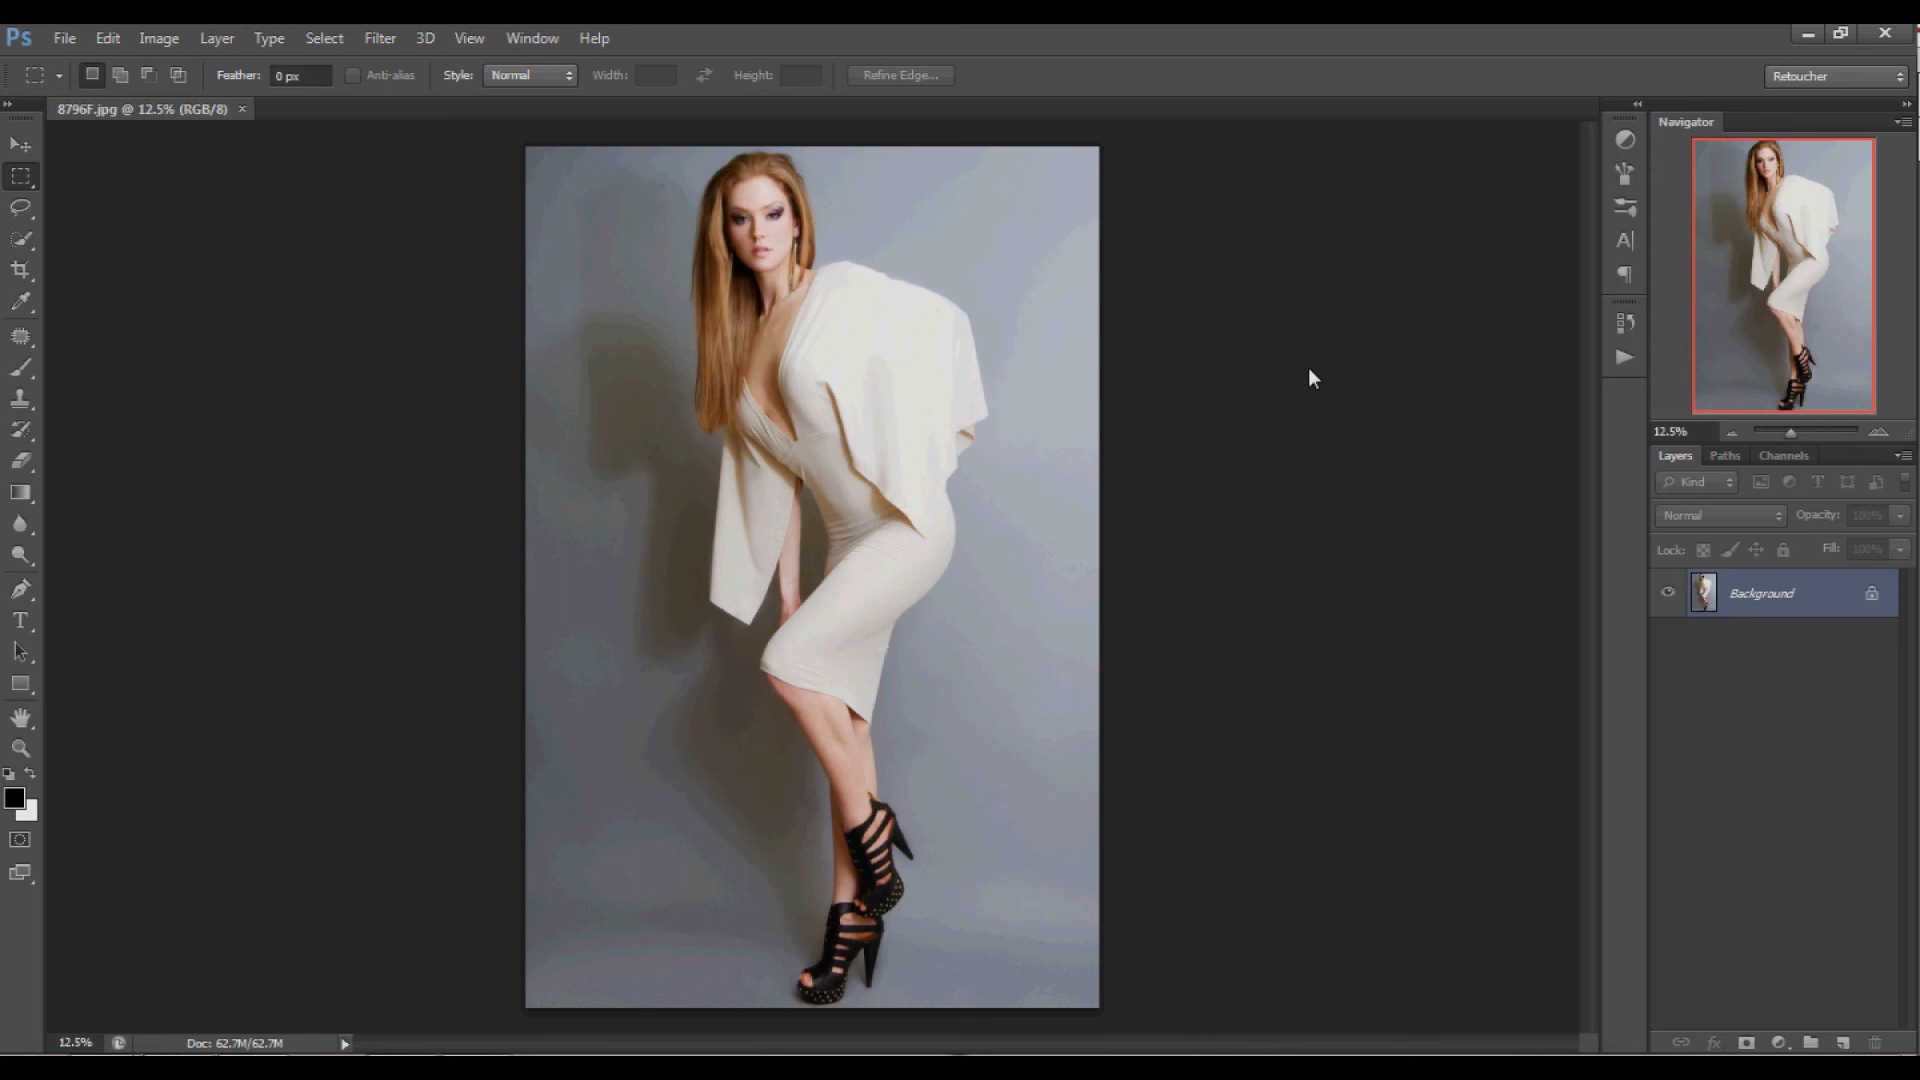 Ps File Edit Image Layer Type Select Filter 3D View Window Help
Feather: 0 px Anti-alias Style: Normal Width: Height: Refine Edge... Retoucher
8796F.jpg @ 12.5% (RGB/8) ×
Navigator
12.5%
Layers Paths Channels
Kind
Normal Opacity: 100%
Lock: Fill: 100%
Background
12.5% Doc: 62.7M/62.7M